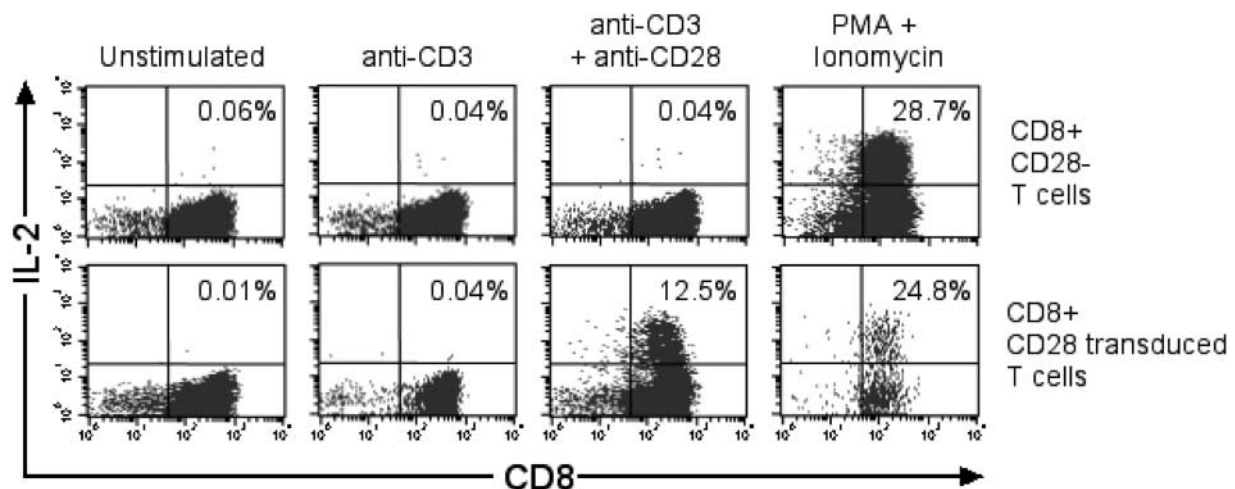 Unstimulated
anti-CD3
anti-CD3
+ anti-CD28
PMA +
Ionomycin
0.06%
0.04%
0.04%
28.7%
CD8+
CD28-
T cells
0.01%
0.04%
12.5%
24.8%
CD8+
CD28 transduced
T cells
IL-2
CD8